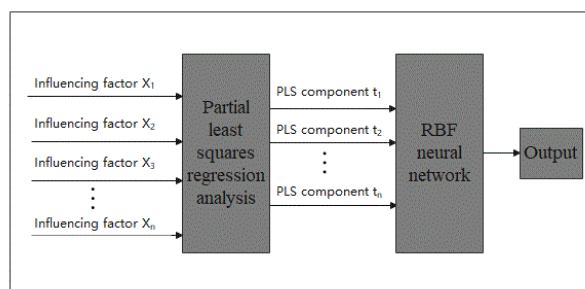 Influencing factor X₁
Influencing factor X₂
Influencing factor X₃
Influencing factor Xₙ
Partial
least
squares
regression
analysis
PLS component t₁
PLS component t₂
PLS component tₙ
RBF
neural
network
Output